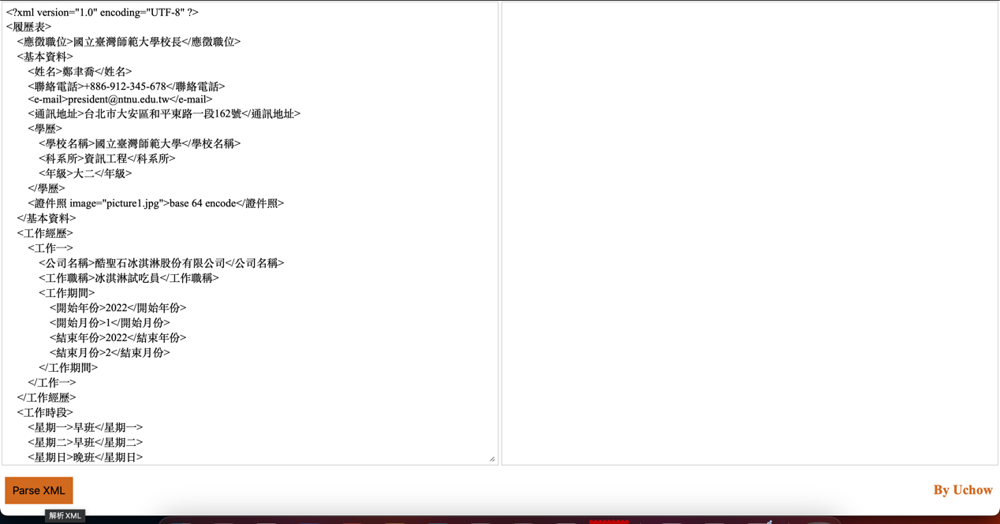 <?xml version="1.0" encoding="UTF-8" ?>
<履歷表>
<應徵職位>國立臺灣師範大學校長</應徵職位>
<基本資料>
<姓名>鄭聿喬</姓名>
<聯絡電話>+886-912-345-678</聯絡電話>
<e-mail>president@ntnu.edu.tw</e-mail>
<通訊地址>台北市大安區和平東路一段162號</通訊地址>
<學歷>
<學校名稱>國立臺灣師範大學</學校名稱>
<科系所>資訊工程</科系所>
<年級>大二</年級>
</學歷>
<證件照 image="picture1.jpg">base 64 encode</證件照>
</基本資料>
<工作經歷>
<工作一>
<公司名稱>酷聖石冰淇淋股份有限公司</公司名稱>
<工作職稱>冰淇淋試吃員</工作職稱>
<工作期間>
<開始年份>2022</開始年份>
<開始月份>1</開始月份>
<結束年份>2022</結束年份>
<結束月份>2</結束月份>
</工作期間>
</工作一>
</工作經歷>
<工作時段>
<星期一>早班</星期一>
<星期二>早班</星期二>
<星期日>晚班</星期日>
Parse XML
By Uchow
解析 XML